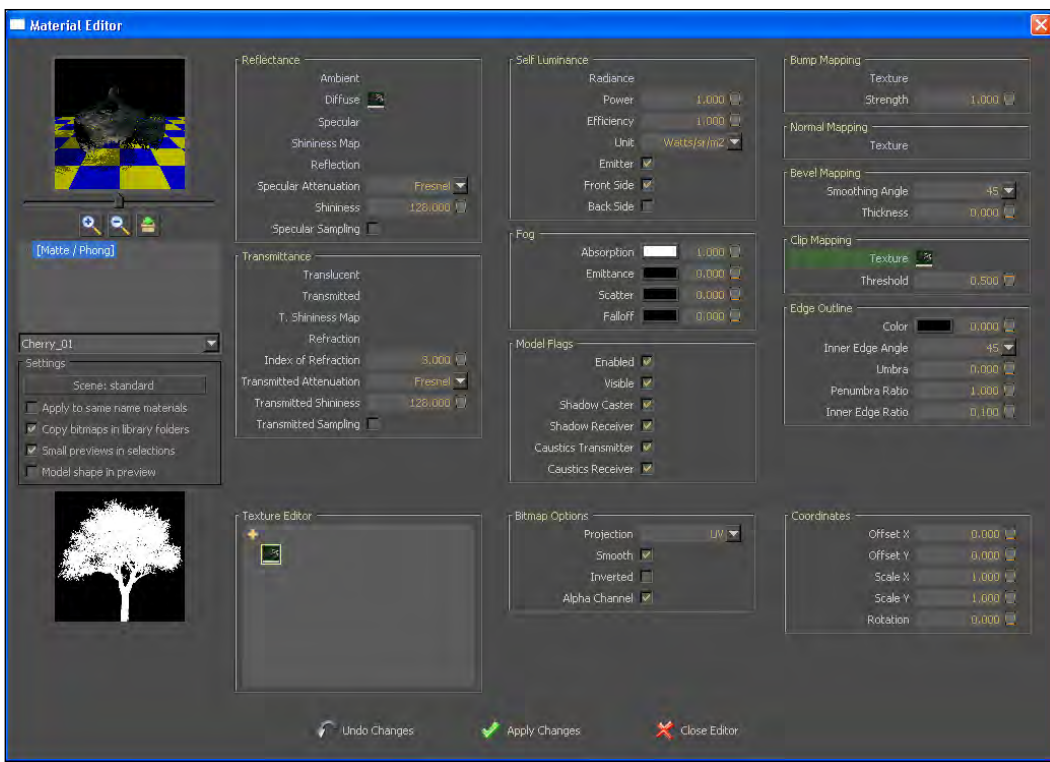 Material Editor
[Matte / Phong]
Cherry_01
Settings
Scene: standard
Apply to same name materials
Copy bitmaps in library folders
Small previews in selections
Model shape in preview
Reflectance
Ambient
Diffuse
Specular
Shininess Map
Reflection
Specular Attenuation Fresnel
Shininess 128.000
Specular Sampling
Transmittance
Translucent
Transmitted
T. Shininess Map
Refraction
Index of Refraction 3.000
Transmitted Attenuation Fresnel
Transmitted Shininess 128.000
Transmitted Sampling
Self Luminance
Radiance
Power 1.000
Efficiency 1.000
Unit Watts/sr/m2
Emitter
Front Side
Back Side
Fog
Absorption 1.000
Emittance 0.000
Scatter 0.000
Falloff 0.000
Model Flags
Enabled
Visible
Shadow Caster
Shadow Receiver
Caustics Transmitter
Caustics Receiver
Bump Mapping
Texture
Strength 1.000
Normal Mapping
Texture
Bevel Mapping
Smoothing Angle 45
Thickness 0.000
Clip Mapping
Texture
Threshold 0.500
Edge Outline
Color 0.000
Inner Edge Angle 45
Umbra 0.000
Penumbra Ratio 1.000
Inner Edge Ratio 0.100
Texture Editor
Bitmap Options
Projection UV
Smooth
Inverted
Alpha Channel
Coordinates
Offset X 0.000
Offset Y 0.000
Scale X 1.000
Scale Y 1.000
Rotation 0.000
Undo Changes
Apply Changes
Close Editor